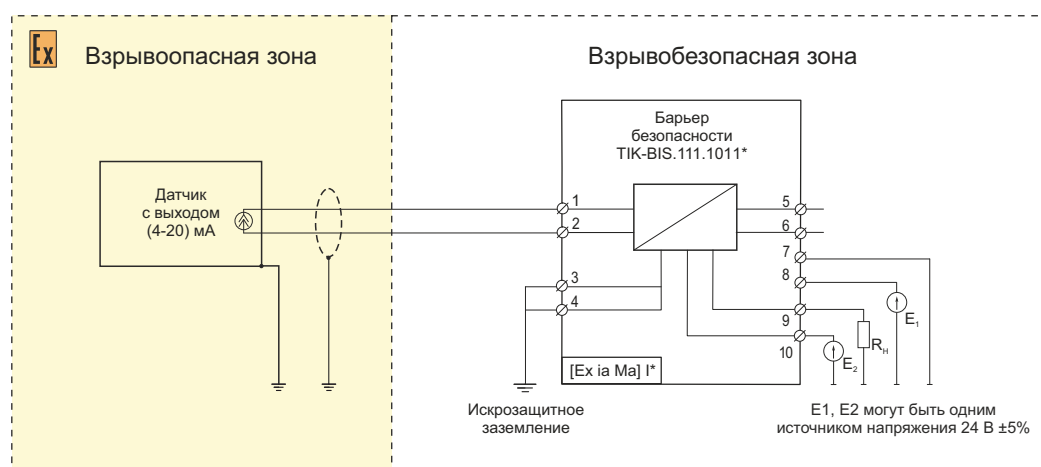 Ex
Взрывоопасная зона
Взрывобезопасная зона
Барьер
безопасности
TIK-BIS.111.1011*
Датчик
с выходом
(4-20) мА
1
2
3
4
5
6
7
8
9
10
E₁
Rн
E₂
[Ex ia Ma] I*
Искрозащитное
заземление
E1, E2 могут быть одним
источником напряжения 24 В ±5%